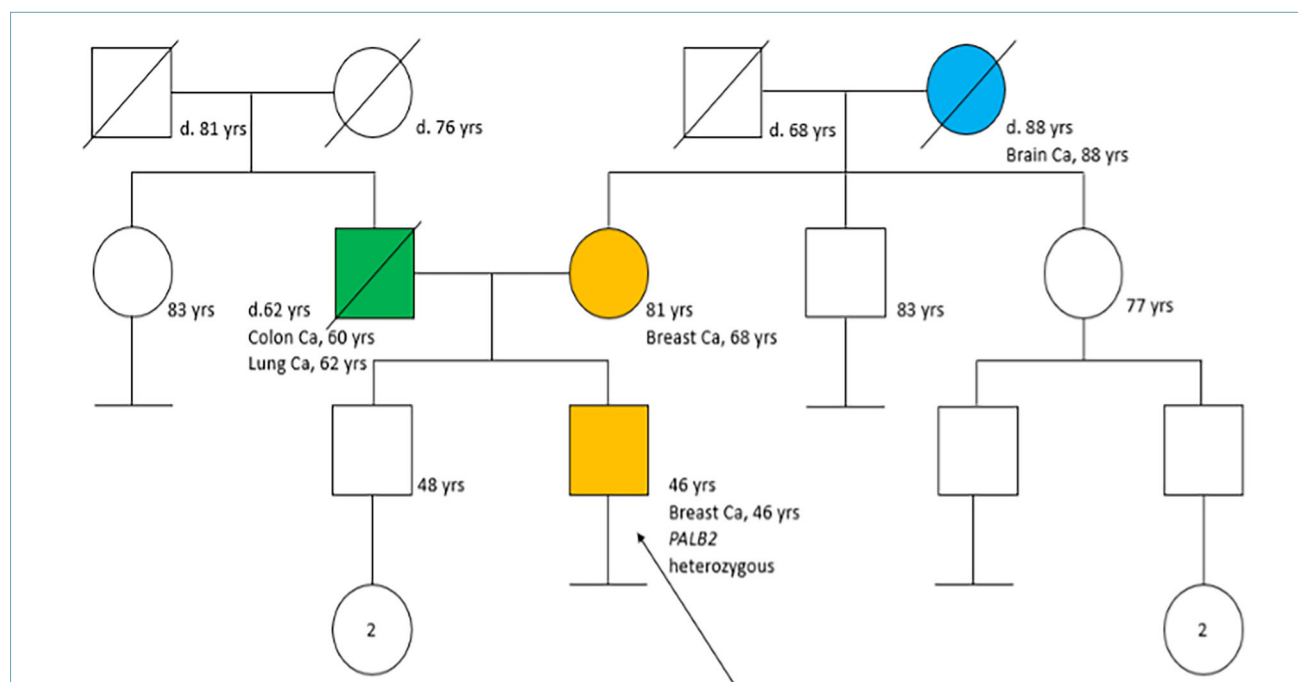 d. 81 yrs
d. 76 yrs
d. 68 yrs
d. 88 yrs
Brain Ca, 88 yrs
83 yrs
d.62 yrs
Colon Ca, 60 yrs
Lung Ca, 62 yrs
81 yrs
Breast Ca, 68 yrs
83 yrs
77 yrs
48 yrs
46 yrs
Breast Ca, 46 yrs
PALB2
heterozygous
2
2